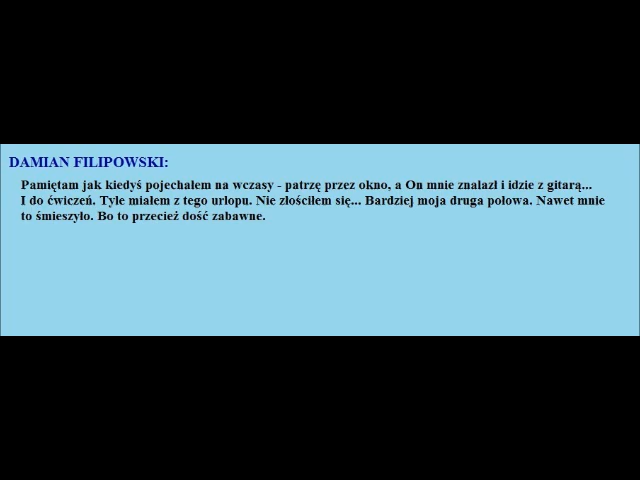 DAMIAN FILIPOWSKI:
Pamiętam jak kiedyś pojechałem na wczasy - patrzę przez okno, a On mnie znalazł i idzie z gitarą...
I do ćwiczeń. Tyle miałem z tego urlopu. Nie złościłem się... Bardziej moja druga połowa. Nawet mnie
to śmieszyło. Bo to przecież dość zabawne.